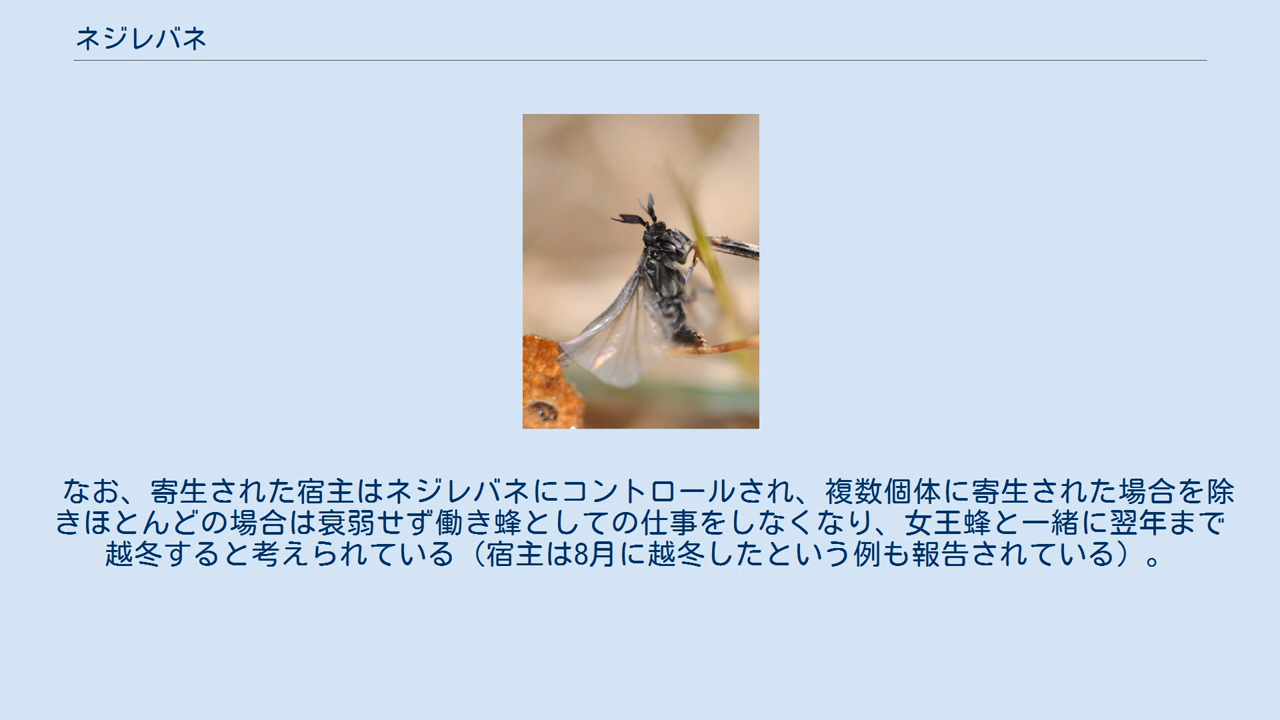 ネジレバネ
なお、寄生された宿主はネジレバネにコントロールされ、複数個体に寄生された場合を除
きほとんどの場合は衰弱せず働き蜂としての仕事をしなくなり、女王蜂と一緒に翌年まで
越冬すると考えられている（宿主は8月に越冬したという例も報告されている）。